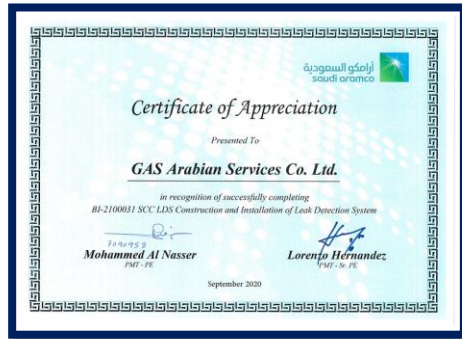 أرامكو السعودية
saudi aramco
Certificate of Appreciation
Presented To
GAS Arabian Services Co. Ltd.
in recognition of successfully completing
BI-2100031 SCC LDS Construction and Installation of Leak Detection System
7090958
Mohammed Al Nasser
PMT - PE
Lorenzo Hernandez
PMT - Sr. PE
September 2020